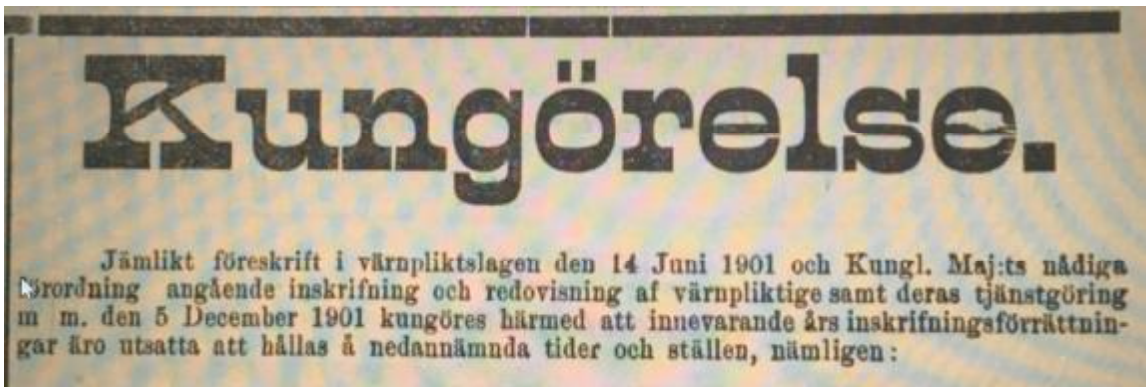 Kungörelse.
Jämlikt föreskrift i värnpliktslagen den 14 Juni 1901 och Kungl. Maj:ts nådiga
förordning angående inskrifning och redovisning af värnpliktige samt deras tjänstgöring
m m. den 5 December 1901 kungöres härmed att innevarande års inskrifningsförrättnin-
gar äro utsatta att hållas å nedannämnda tider och ställen, nämligen: